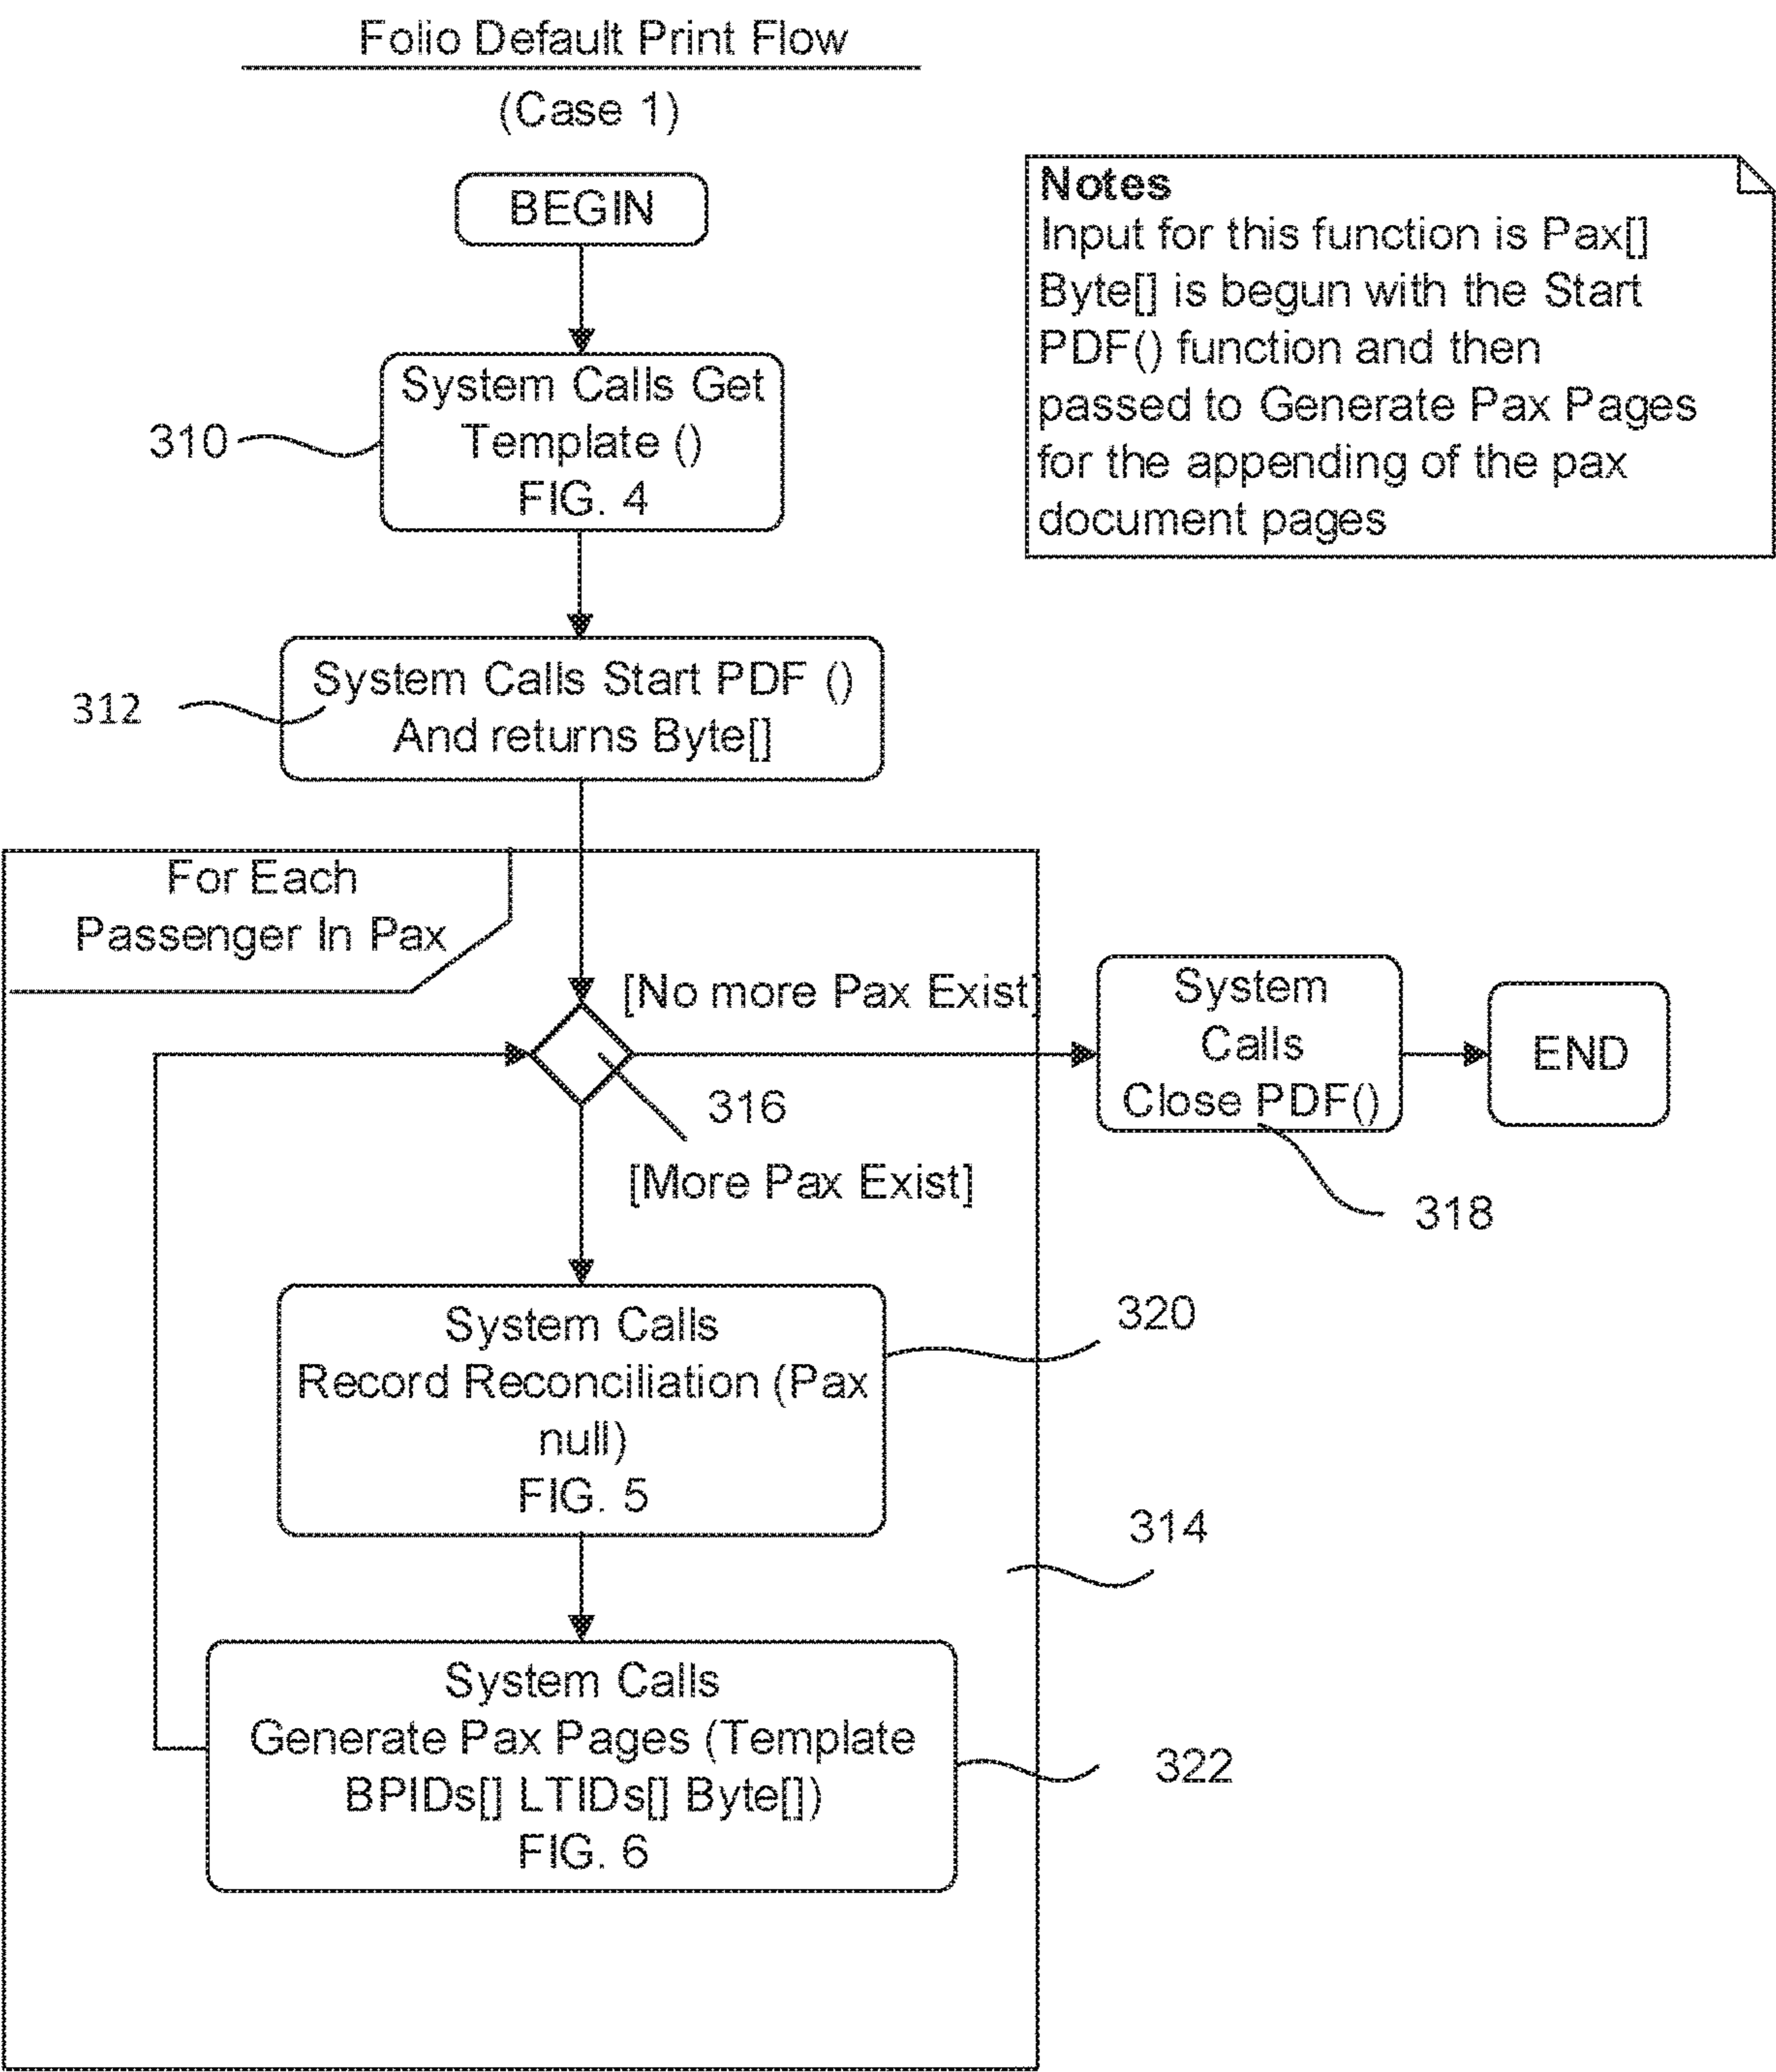 Folio Default Print Flow
(Case 1)
BEGIN
Notes
Input for this function is Pax[]
Byte[] is begun with the Start
PDF() function and then
passed to Generate Pax Pages
for the appending of the pax
document pages
System Calls Get
Template ()
FIG. 4
310
System Calls Start PDF ()
And returns Byte[]
312
For Each
Passenger In Pax
[No more Pax Exist]
316
[More Pax Exist]
System
Calls
Close PDF()
318
END
System Calls
Record Reconciliation (Pax
null)
FIG. 5
320
314
System Calls
Generate Pax Pages (Template
BPIDs[] LTIDs[] Byte[])
FIG. 6
322